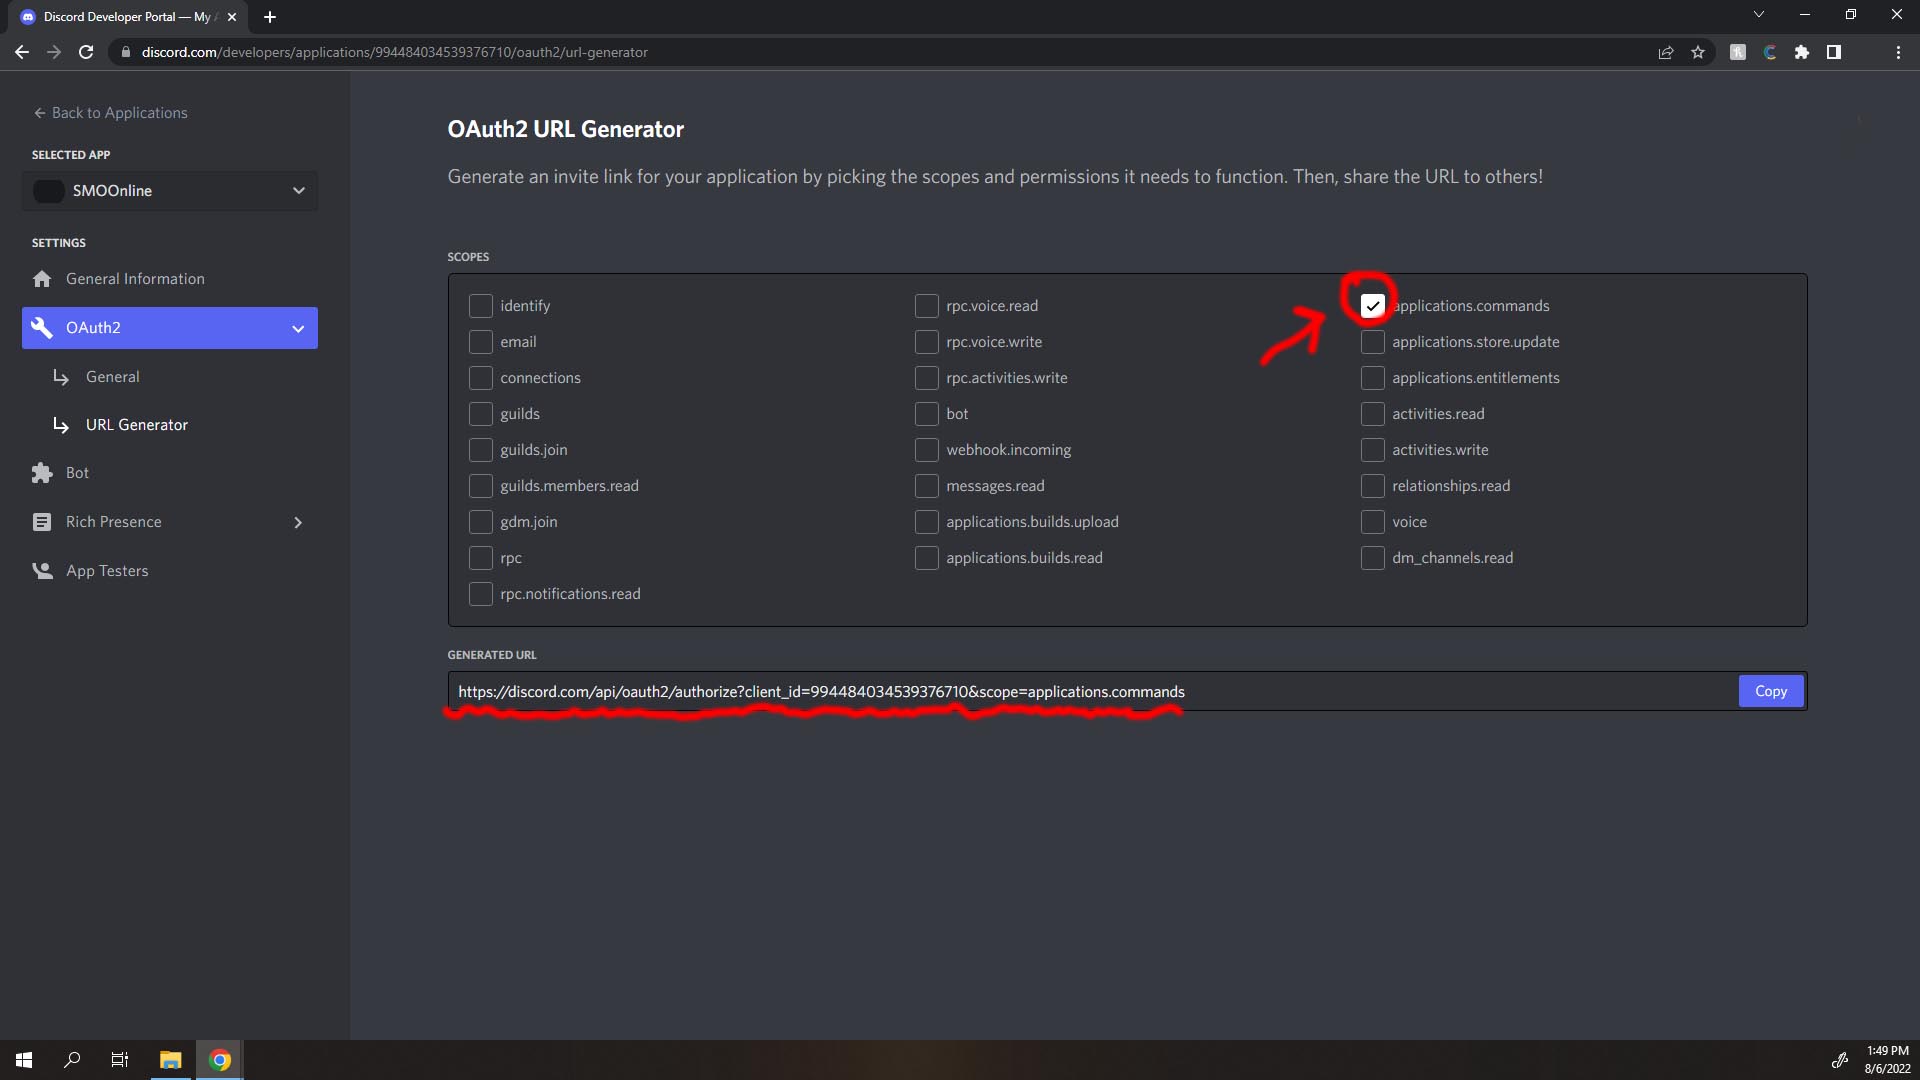 Discord Developer Portal — My A
discord.com/developers/applications/994484034539376710/oauth2/url-generator
Back to Applications
SELECTED APP
SMOOnline
SETTINGS
General Information
OAuth2
General
URL Generator
Bot
Rich Presence
App Testers
OAuth2 URL Generator
Generate an invite link for your application by picking the scopes and permissions it needs to function. Then, share the URL to others!
SCOPES
identify
email
connections
guilds
guilds.join
guilds.members.read
gdm.join
rpc
rpc.notifications.read
rpc.voice.read
rpc.voice.write
rpc.activities.write
bot
webhook.incoming
messages.read
applications.builds.upload
applications.builds.read
applications.commands
applications.store.update
applications.entitlements
activities.read
activities.write
relationships.read
voice
dm_channels.read
GENERATED URL
https://discord.com/api/oauth2/authorize?client_id=994484034539376710&scope=applications.commands
Copy
1:49 PM
8/6/2022